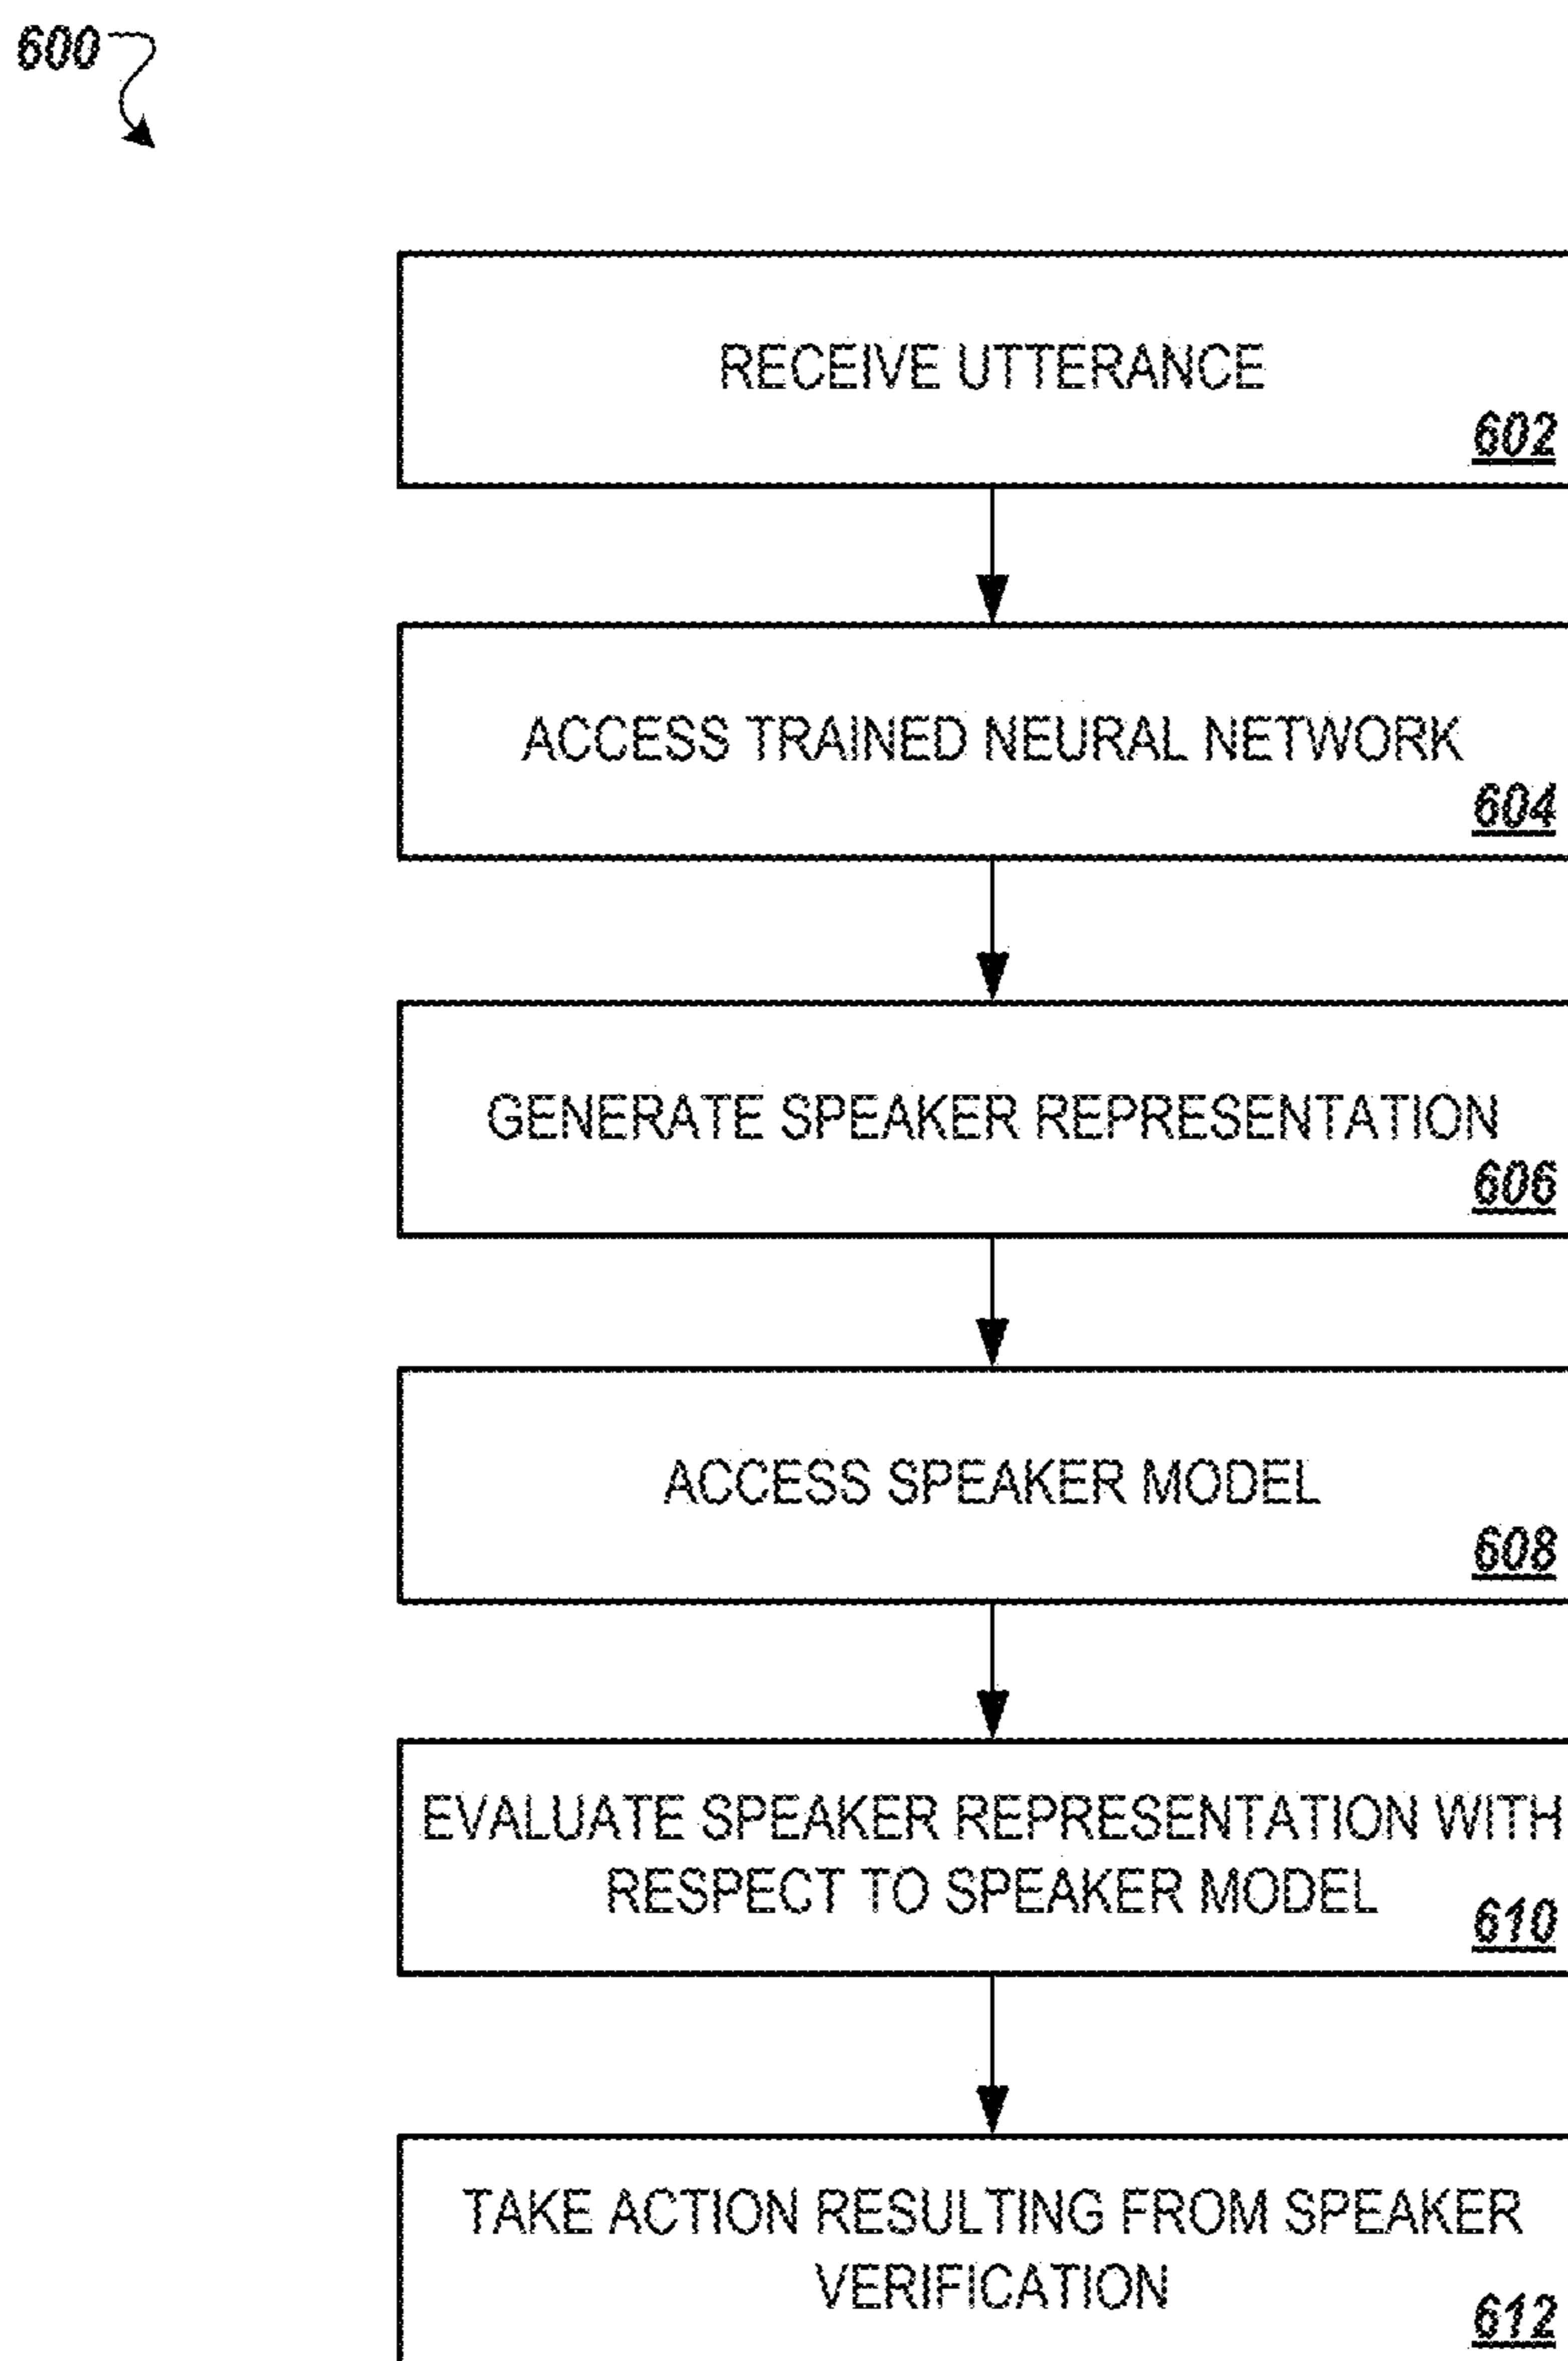 600
RECEIVE UTTERANCE
602
ACCESS TRAINED NEURAL NETWORK
604
GENERATE SPEAKER REPRESENTATION
606
ACCESS SPEAKER MODEL
608
EVALUATE SPEAKER REPRESENTATION WITH
RESPECT TO SPEAKER MODEL
610
TAKE ACTION RESULTING FROM SPEAKER
VERIFICATION
612